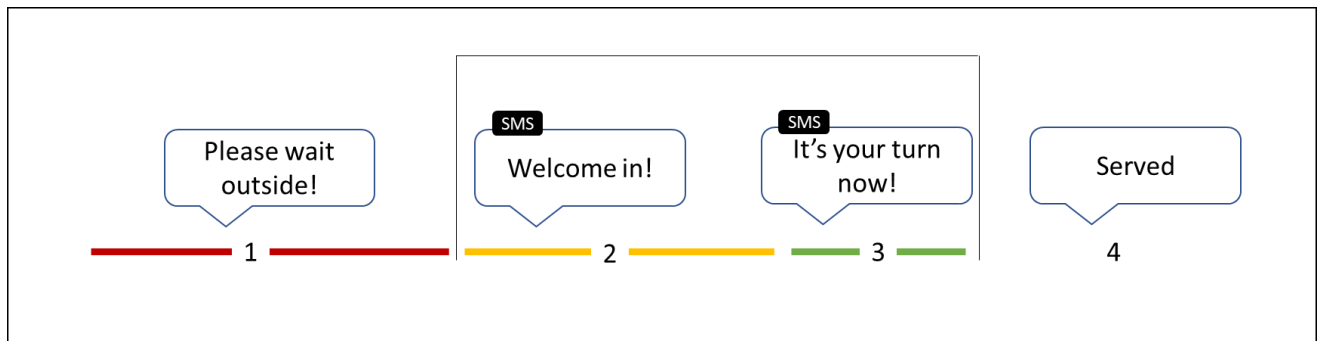 Please wait
outside!
SMS
Welcome in!
SMS
It’s your turn
now!
Served
1
2
3
4